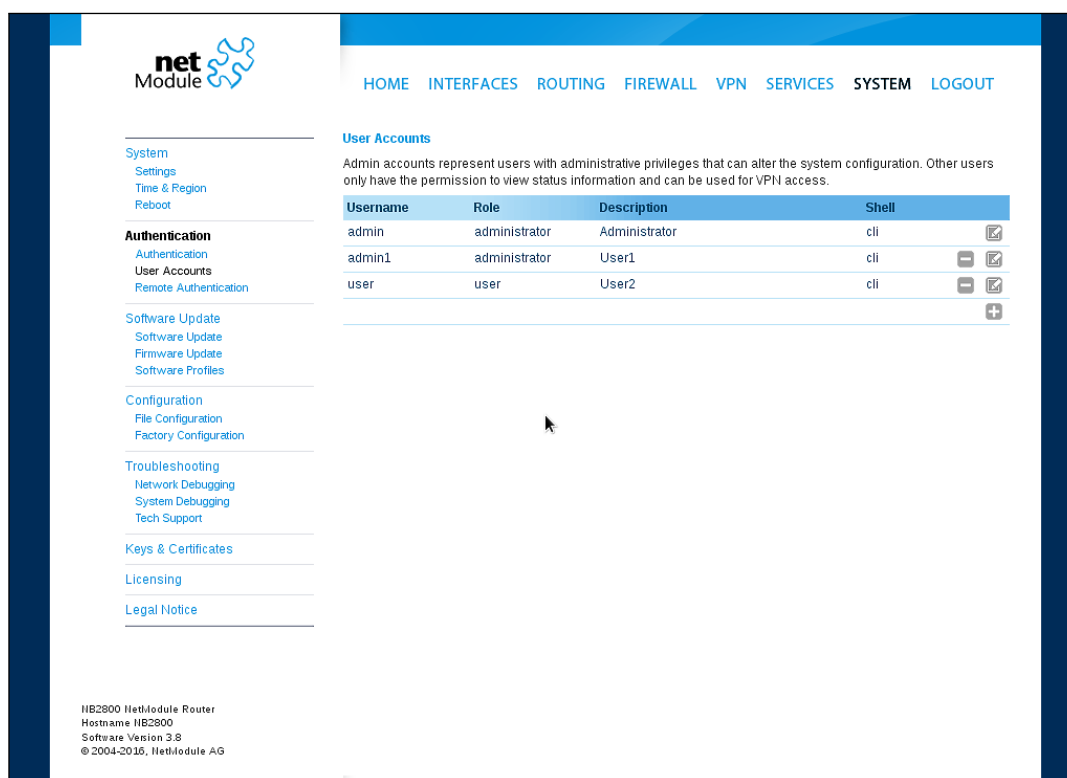 net
Module
HOME INTERFACES ROUTING FIREWALL VPN SERVICES SYSTEM LOGOUT
System
Settings
Time & Region
Reboot
Authentication
Authentication
User Accounts
Remote Authentication
Software Update
Software Update
Firmware Update
Software Profiles
Configuration
File Configuration
Factory Configuration
Troubleshooting
Network Debugging
System Debugging
Tech Support
Keys & Certificates
Licensing
Legal Notice
User Accounts
Admin accounts represent users with administrative privileges that can alter the system configuration. Other users
only have the permission to view status information and can be used for VPN access.
Username Role Description Shell
admin administrator Administrator cli
admin1 administrator User1 cli
user user User2 cli
NB2800 NetModule Router
Hostname NB2800
Software Version 3.8
© 2004-2016, NetModule AG